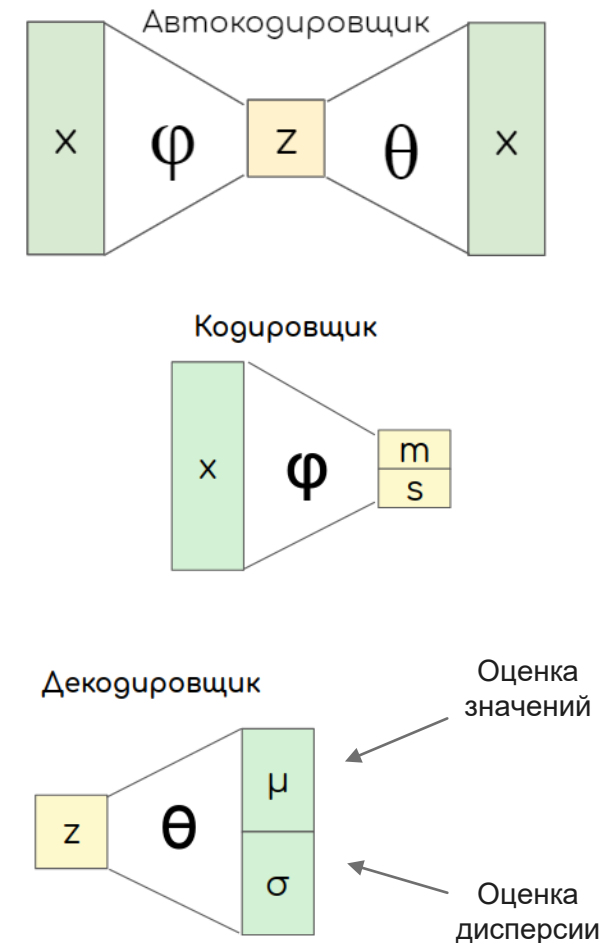 Автокодировщик
x φ z θ x
Кодировщик
x φ m
s
Декодировщик
z θ μ
σ
Оценка
значений
Оценка
дисперсии